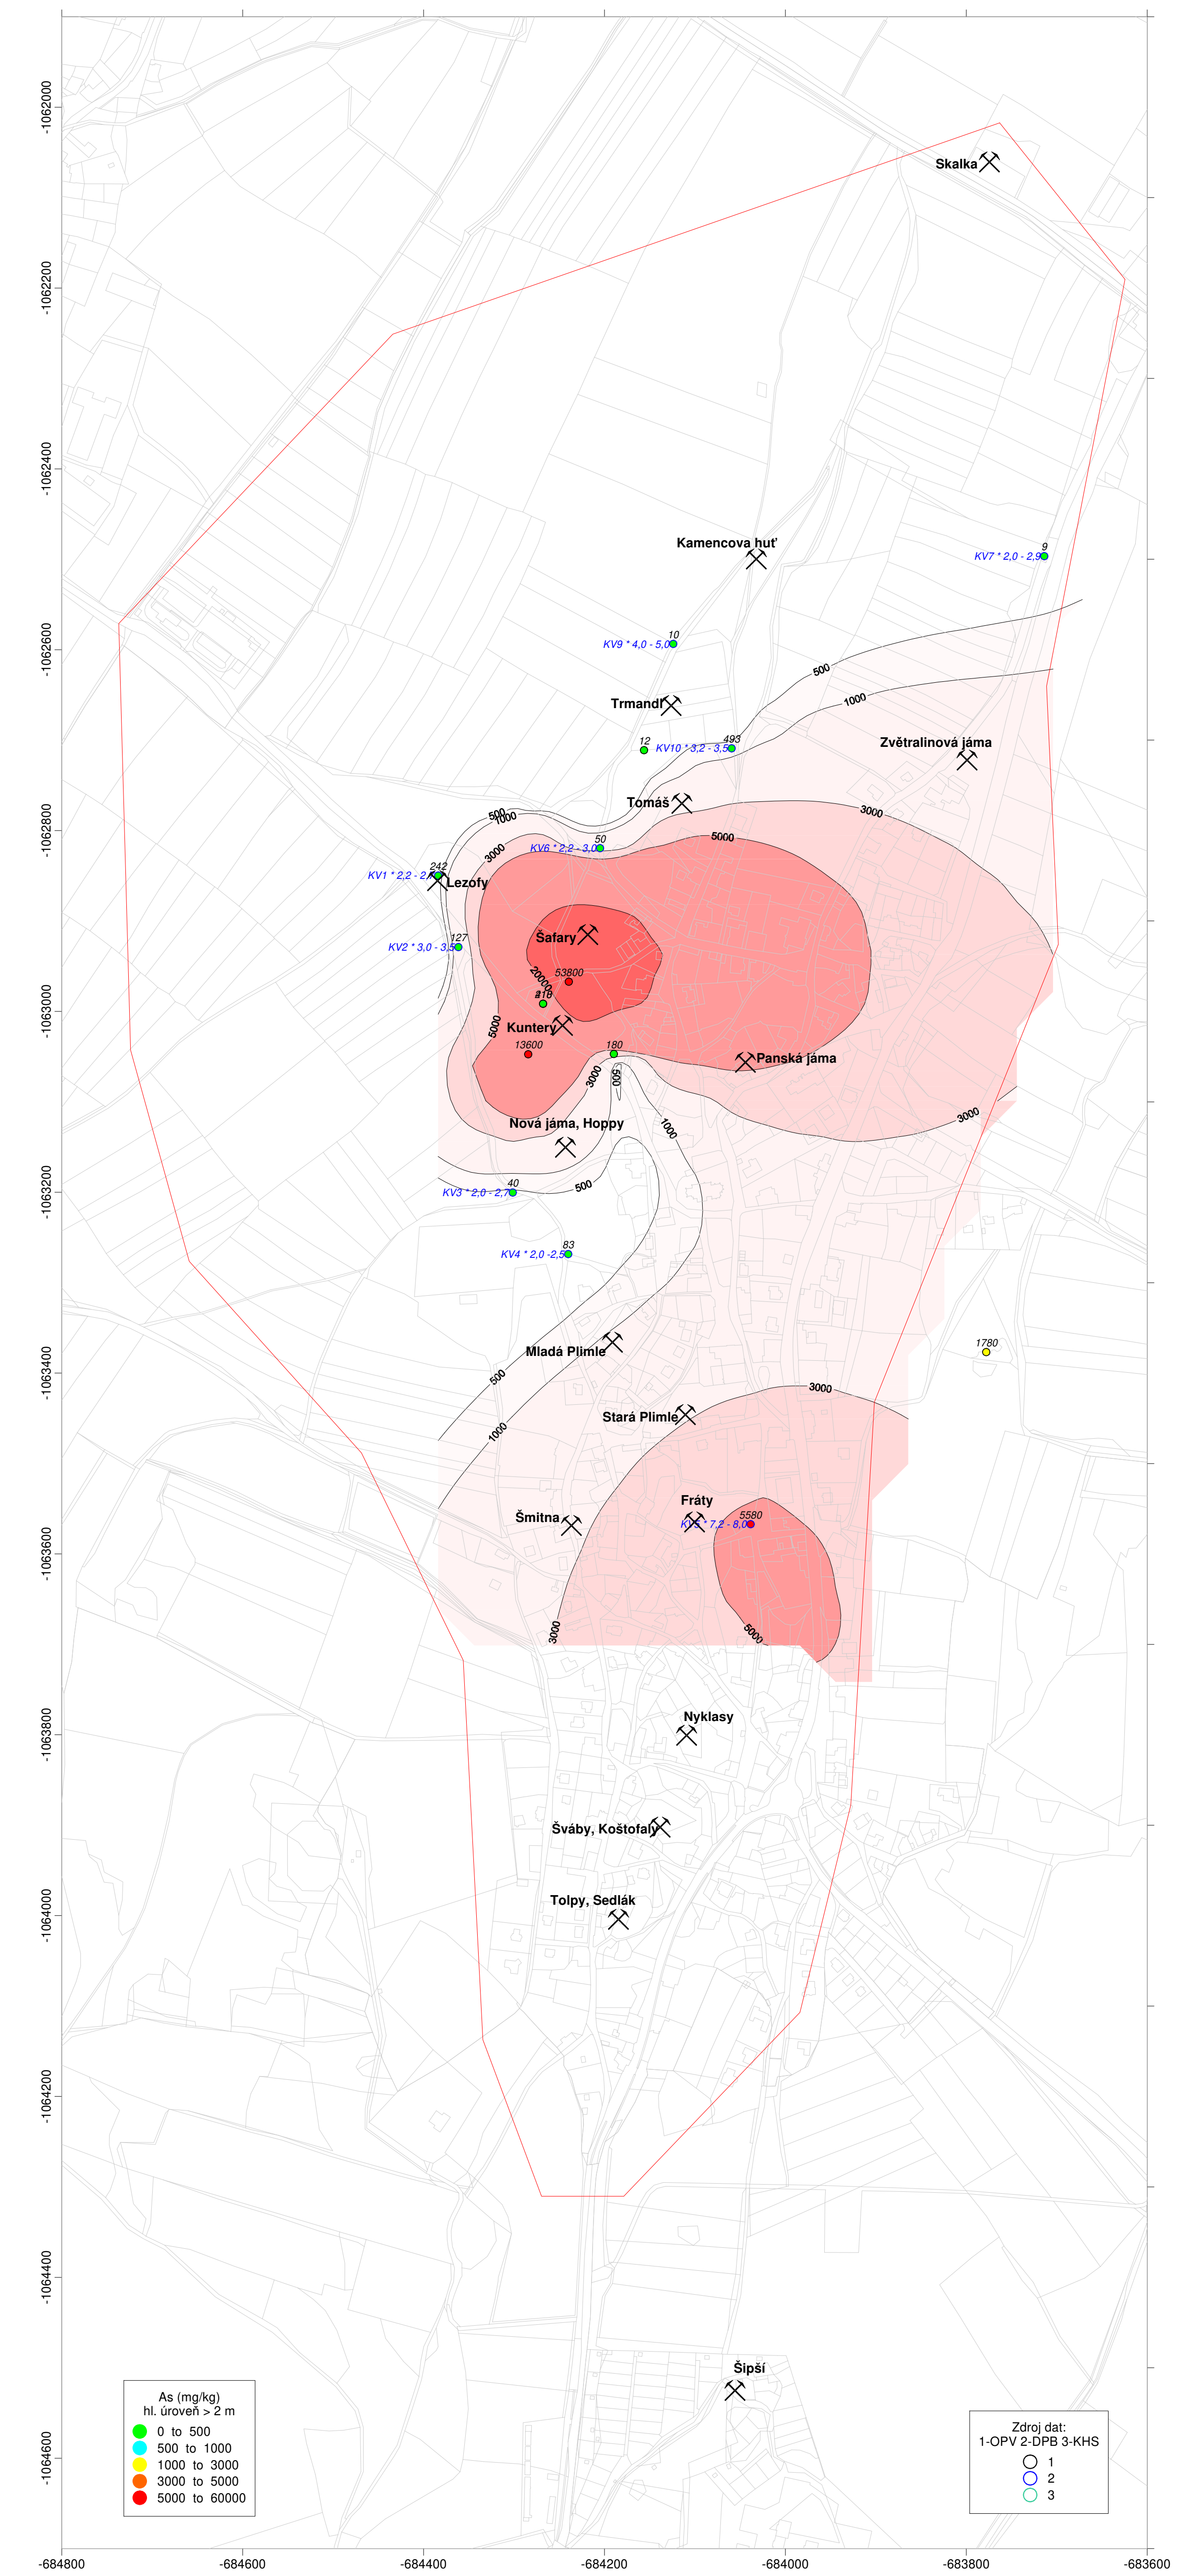 -1062000
-1062200
-1062400
-1062600
-1062800
-1063000
-1063200
-1063400
-1063600
-1063800
-1064000
-1064200
-1064400
-1064600
Skalka
Kamencova huť
9
KV7 * 2,0 - 2,9
10
KV9 * 4,0 - 5,0
500
1000
Trmandl
12
493
KV10 * 3,2 - 3,5
Zvětralinová jáma
Tomáš
3000
500
1000
5000
50
KV6 * 2,2 - 3,0
3000
242
KV1 * 2,2 - 2,
Lezofy
127
KV2 * 3,0 - 3,5
Šafary
20000
53800
5000
Kuntery
13600
180
Panská jáma
3000
500
3000
1000
Nová jáma, Hoppy
40
KV3 * 2,0 - 2,7
500
83
KV4 * 2,0 -2,5
1780
Mladá Plimle
500
3000
1000
Stará Plimle
Fráty
5580
KV5 * 7,2 - 8,0
Šmitna
3000
5000
Nyklasy
Šváby, Koštofaly
Tolpy, Sedlák
Šipší
As (mg/kg)
hl. úroveň > 2 m
0 to 500
500 to 1000
1000 to 3000
3000 to 5000
5000 to 60000
Zdroj dat:
1-OPV 2-DPB 3-KHS
1
2
3
-684800 -684600 -684400 -684200 -684000 -683800 -683600